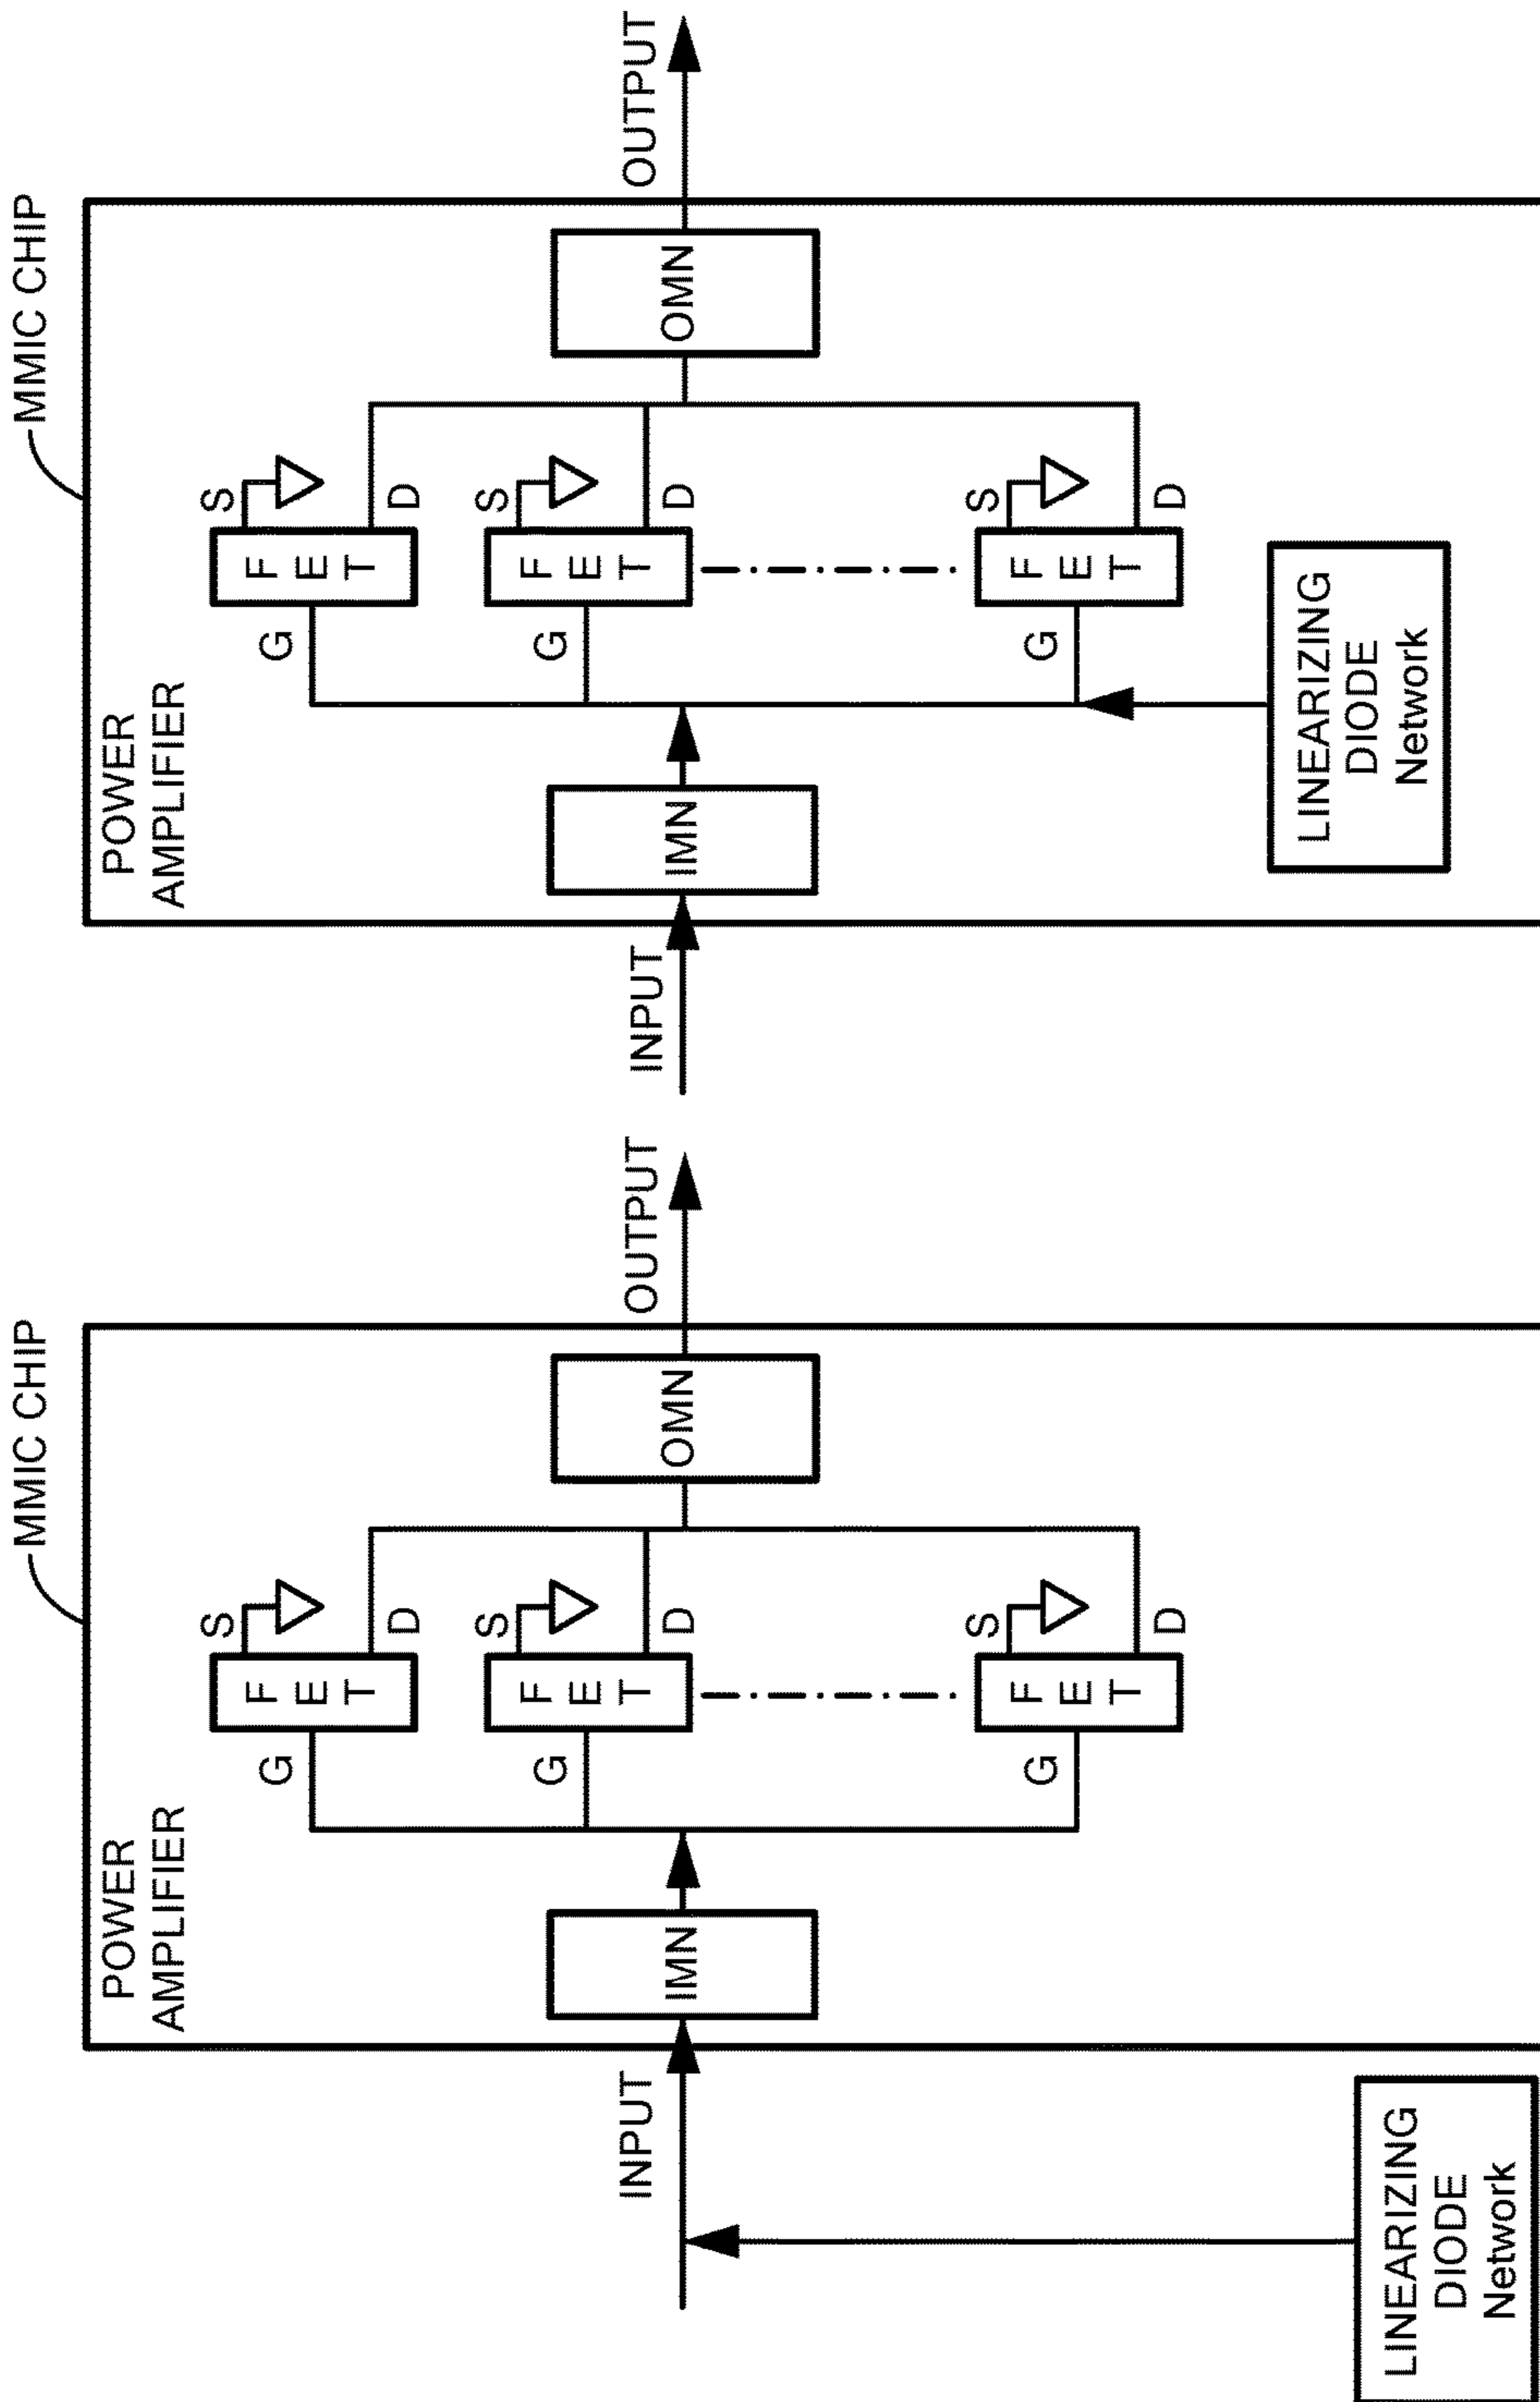 MMIC CHIP
POWER
AMPLIFIER
INPUT
IMN
G
F
E
T
S
D
G
F
E
T
S
D
G
F
E
T
S
D
OMN
OUTPUT
LINEARIZING
DIODE
Network
MMIC CHIP
POWER
AMPLIFIER
INPUT
IMN
G
F
E
T
S
D
G
F
E
T
S
D
G
F
E
T
S
D
OMN
OUTPUT
LINEARIZING
DIODE
Network